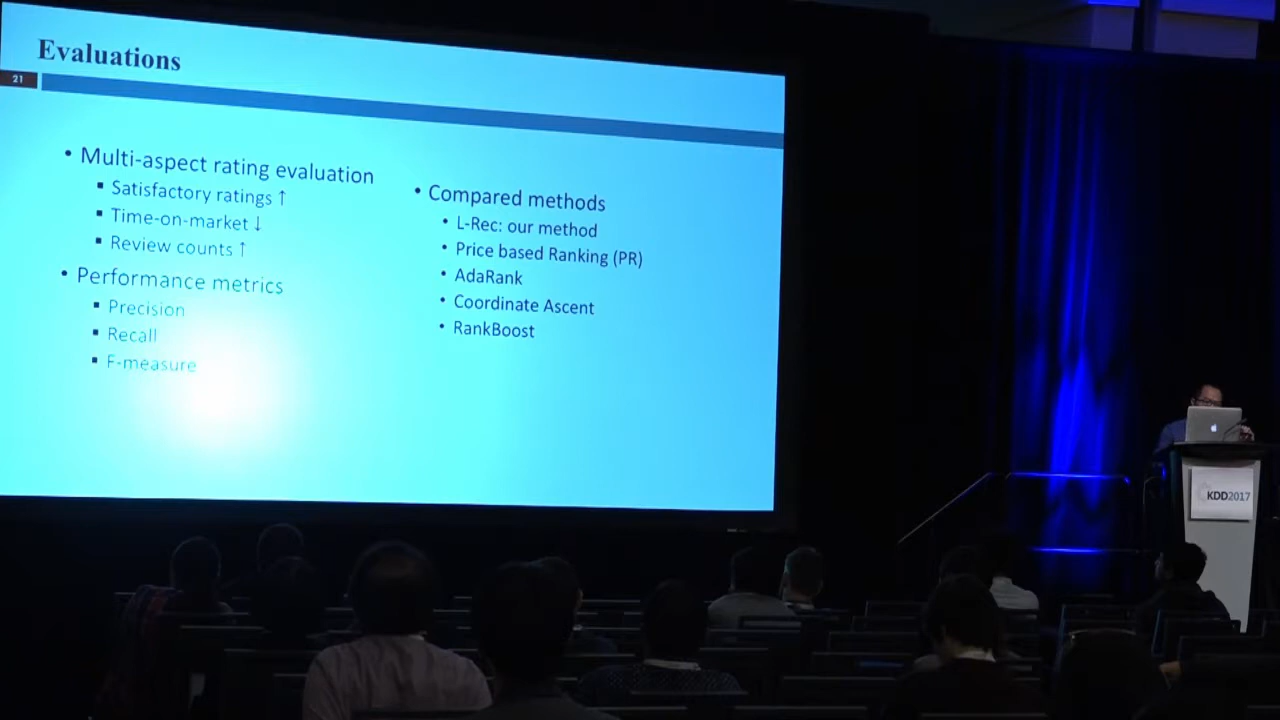 Evaluations
21
• Multi-aspect rating evaluation
▪ Satisfactory ratings ↑
▪ Time-on-market ↓
▪ Review counts ↑
• Performance metrics
▪ Precision
▪ Recall
▪ F-measure
• Compared methods
• L-Rec: our method
• Price based Ranking (PR)
• AdaRank
• Coordinate Ascent
• RankBoost
KDD2017